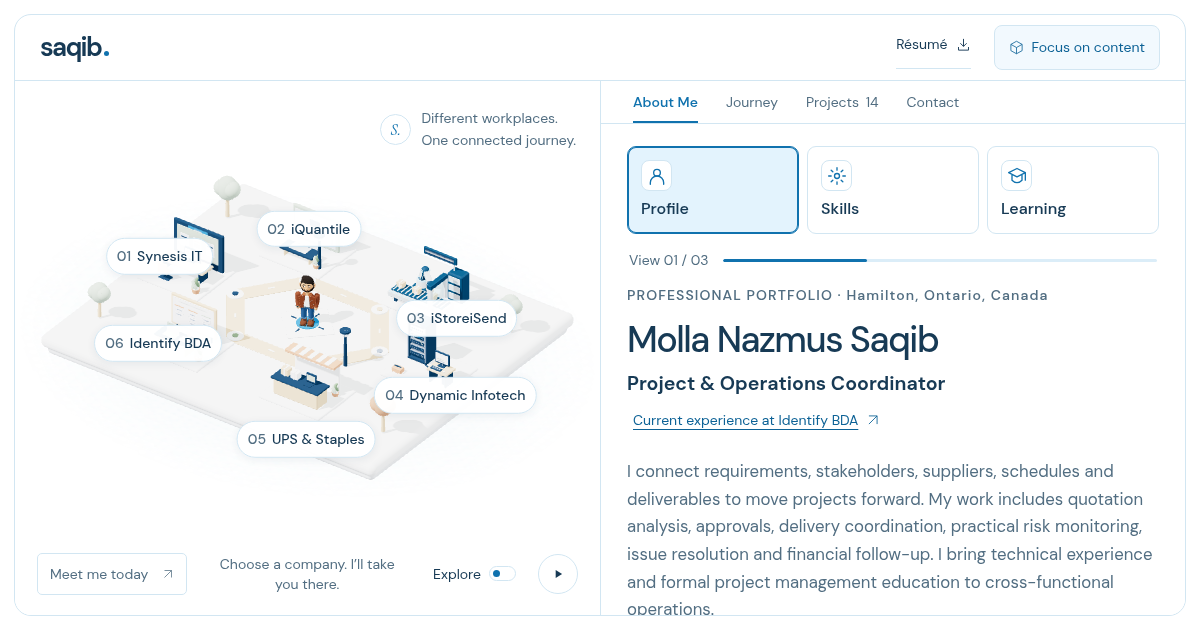 saqib.
Résumé
Focus on content
S.
Different workplaces.
One connected journey.
01 Synesis IT
02 iQuantile
03 iStoreiSend
06 Identify BDA
04 Dynamic Infotech
05 UPS & Staples
Meet me today
Choose a company. I’ll take
you there.
Explore
About Me
Journey
Projects 14
Contact
Profile
Skills
Learning
View 01 / 03
PROFESSIONAL PORTFOLIO · Hamilton, Ontario, Canada
Molla Nazmus Saqib
Project & Operations Coordinator
Current experience at Identify BDA
I connect requirements, stakeholders, suppliers, schedules and
deliverables to move projects forward. My work includes quotation
analysis, approvals, delivery coordination, practical risk monitoring,
issue resolution and financial follow-up. I bring technical experience
and formal project management education to cross-functional
operations.